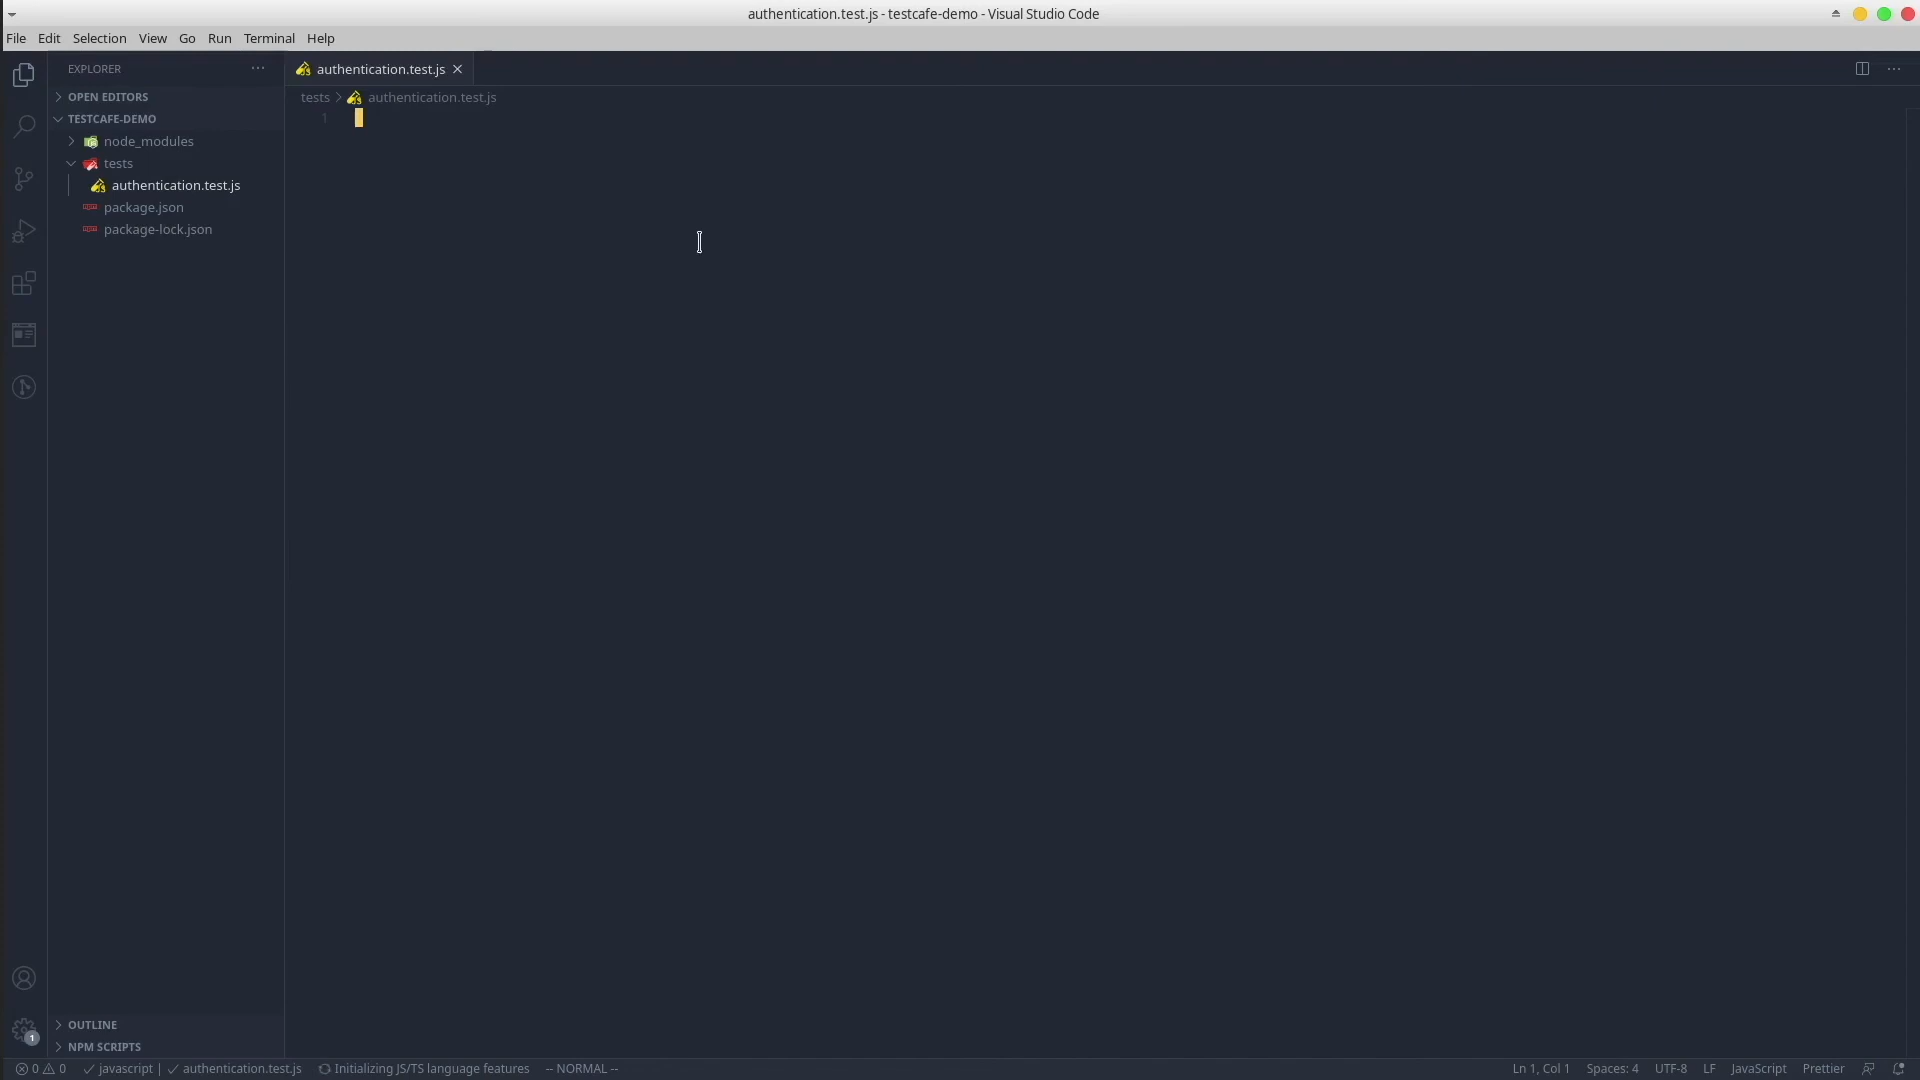 authentication.test.js - testcafe-demo - Visual Studio Code
File Edit Selection View Go Run Terminal Help
EXPLORER
authentication.test.js
OPEN EDITORS
tests > authentication.test.js
TESTCAFE-DEMO
1
node_modules
tests
authentication.test.js
package.json
package-lock.json
1
OUTLINE
NPM SCRIPTS
0 0 javascript | authentication.test.js Initializing JS/TS language features -- NORMAL -- Ln 1, Col 1 Spaces: 4 UTF-8 LF JavaScript Prettier